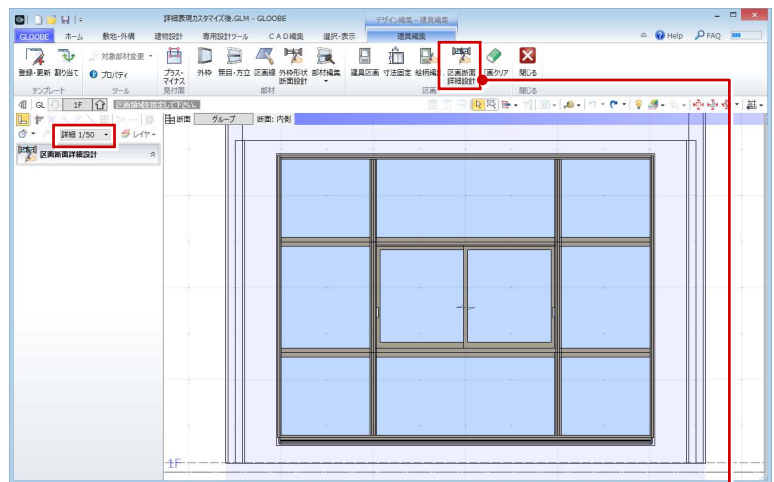 詳細表現カスタマイズ後.GLM - GLOOBE
デザイン編集 - 建具編集
GLOOBE ホーム 敷地・外構 建物設計 専用設計ツール CAD編集 選択・表示 建具編集 Help FAQ
登録・更新 割り当て 対象部材変更 プロパティ プラス・マイナス 外枠 無目・方立 区画線 外枠形状断面設計 部材編集 建具区画 寸法固定 絵柄編集 区画断面詳細設計 区画クリア 閉じる
テンプレート ツール 見付面 部材 区画 閉じる
GL 1F 区画領域を指定して下さい。
断面 グループ 断面: 内側
詳細 1/50 レイヤ
区画断面詳細設計
1F